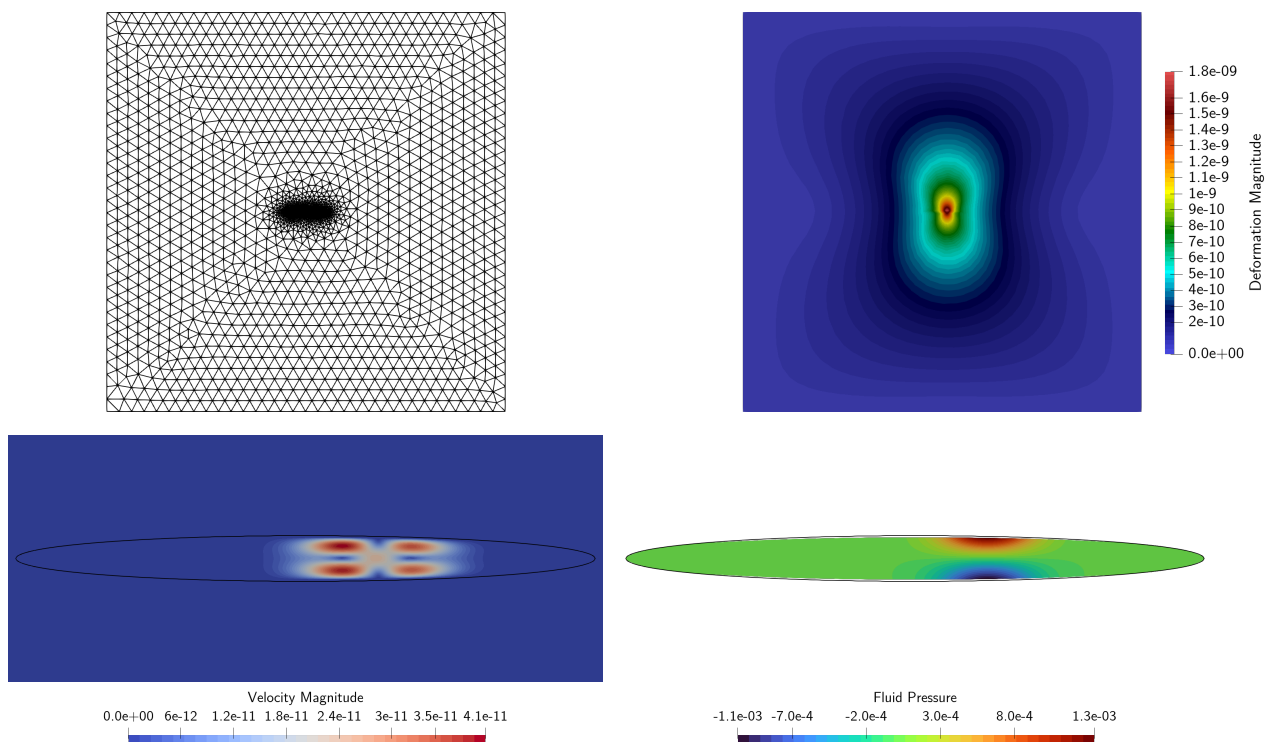 1.8e-09
1.6e-9
1.5e-9
1.4e-9
1.3e-9
1.2e-9
1.1e-9
1e-9
9e-10
8e-10
7e-10
6e-10
5e-10
4e-10
3e-10
2e-10
0.0e+00
Deformation Magnitude
Velocity Magnitude
0.0e+00 6e-12 1.2e-11 1.8e-11 2.4e-11 3e-11 3.5e-11 4.1e-11
Fluid Pressure
-1.1e-03 -7.0e-4 -2.0e-4 3.0e-4 8.0e-4 1.3e-03